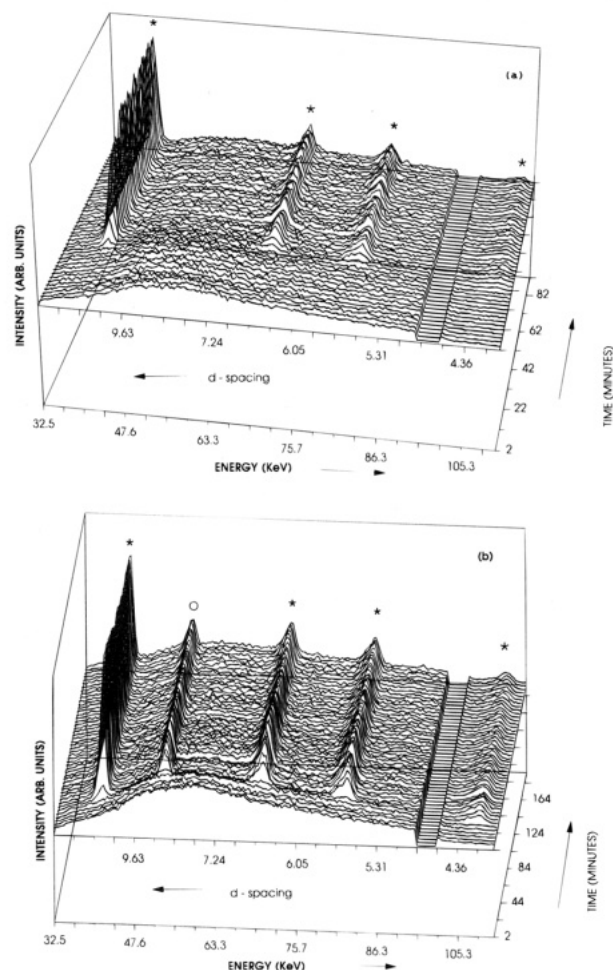 (a)
*
*
*
*
INTENSITY (ARB. UNITS)
9.63 7.24 6.05 5.31 4.36
d - spacing
32.5 47.6 63.3 75.7 86.3 105.3
ENERGY (KeV)
82
62
42
22
2
TIME (MINUTES)
(b)
*
○
*
*
*
INTENSITY (ARB. UNITS)
9.63 7.24 6.05 5.31 4.36
d - spacing
32.5 47.6 63.3 75.7 86.3 105.3
ENERGY (KeV)
164
124
84
44
2
TIME (MINUTES)